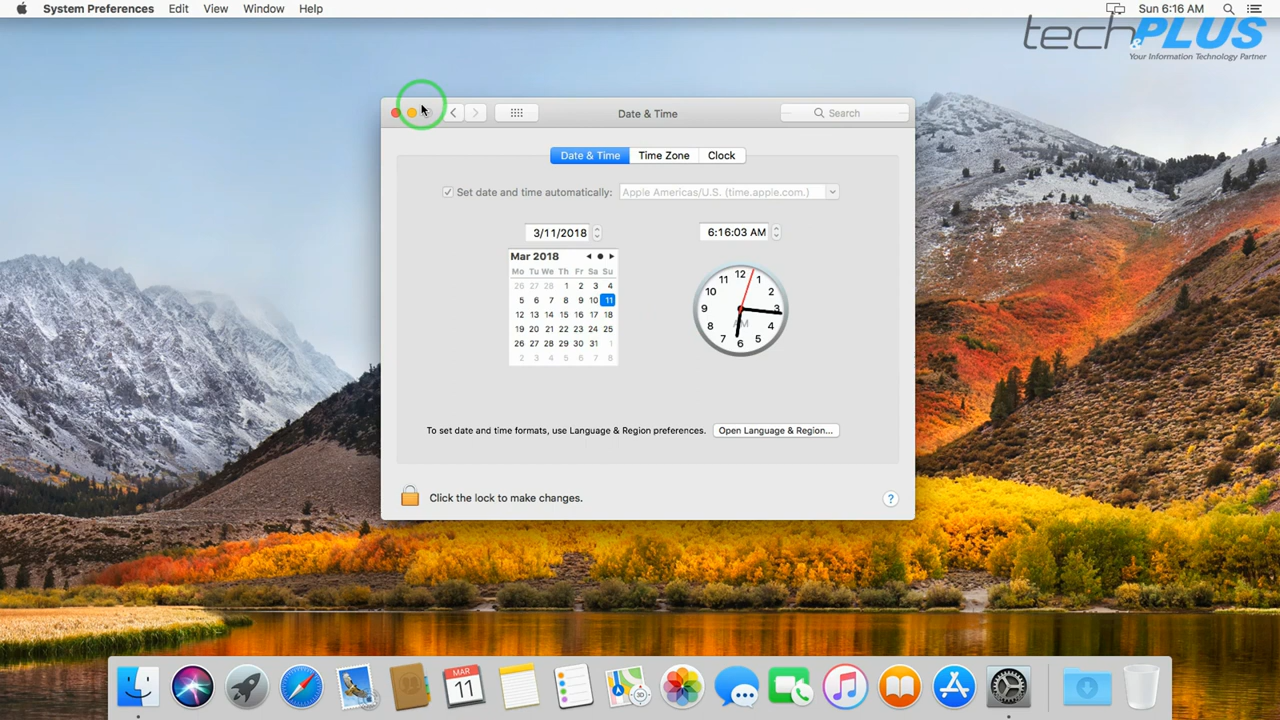 System Preferences Edit View Window Help Sun 6:16 AM
tech&PLUS
Your Information Technology Partner
Date & Time Search
Date & Time Time Zone Clock
Set date and time automatically: Apple Americas/U.S. (time.apple.com.)
3/11/2018 6:16:03 AM
Mar 2018
Mo Tu We Th Fr Sa Su
26 27 28 1 2 3 4
5 6 7 8 9 10 11
12 13 14 15 16 17 18
19 20 21 22 23 24 25
26 27 28 29 30 31 1
2 3 4 5 6 7 8
12 1 2 3 4 5 6 7 8 9 10 11
AM
To set date and time formats, use Language & Region preferences. Open Language & Region...
Click the lock to make changes. ?
MAR
11
3D